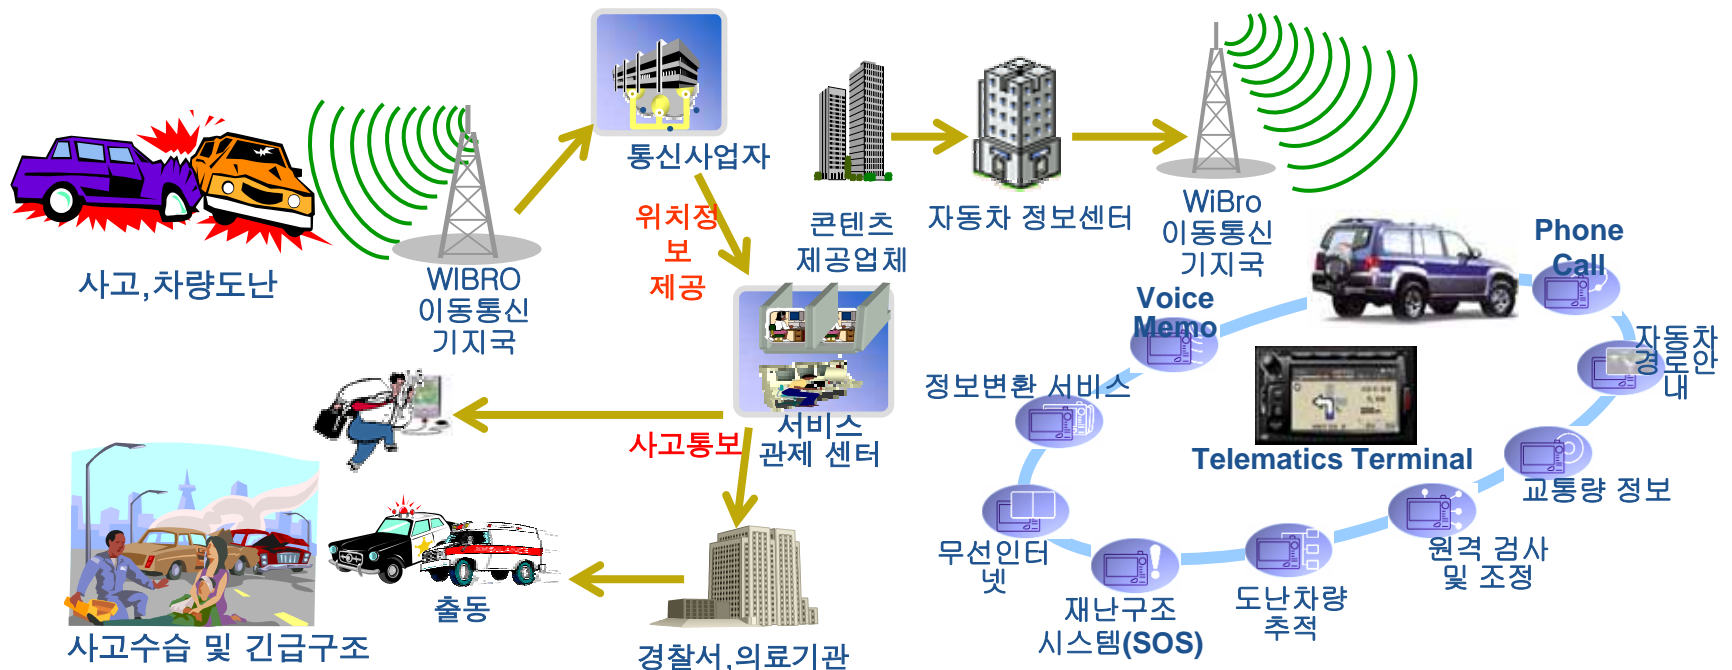 사고,차량도난
WIBRO
이동통신
기지국
통신사업자
위치정
보
제공
콘텐츠
제공업체
자동차 정보센터
WiBro
이동통신
기지국
서비스
관제 센터
사고통보
사고수습 및 긴급구조
출동
경찰서,의료기관
Phone
Call
Voice
Memo
자동차
경로안
내
정보변환 서비스
Telematics Terminal
교통량 정보
무선인터
넷
원격 검사
및 조정
재난구조
시스템(SOS)
도난차량
추적